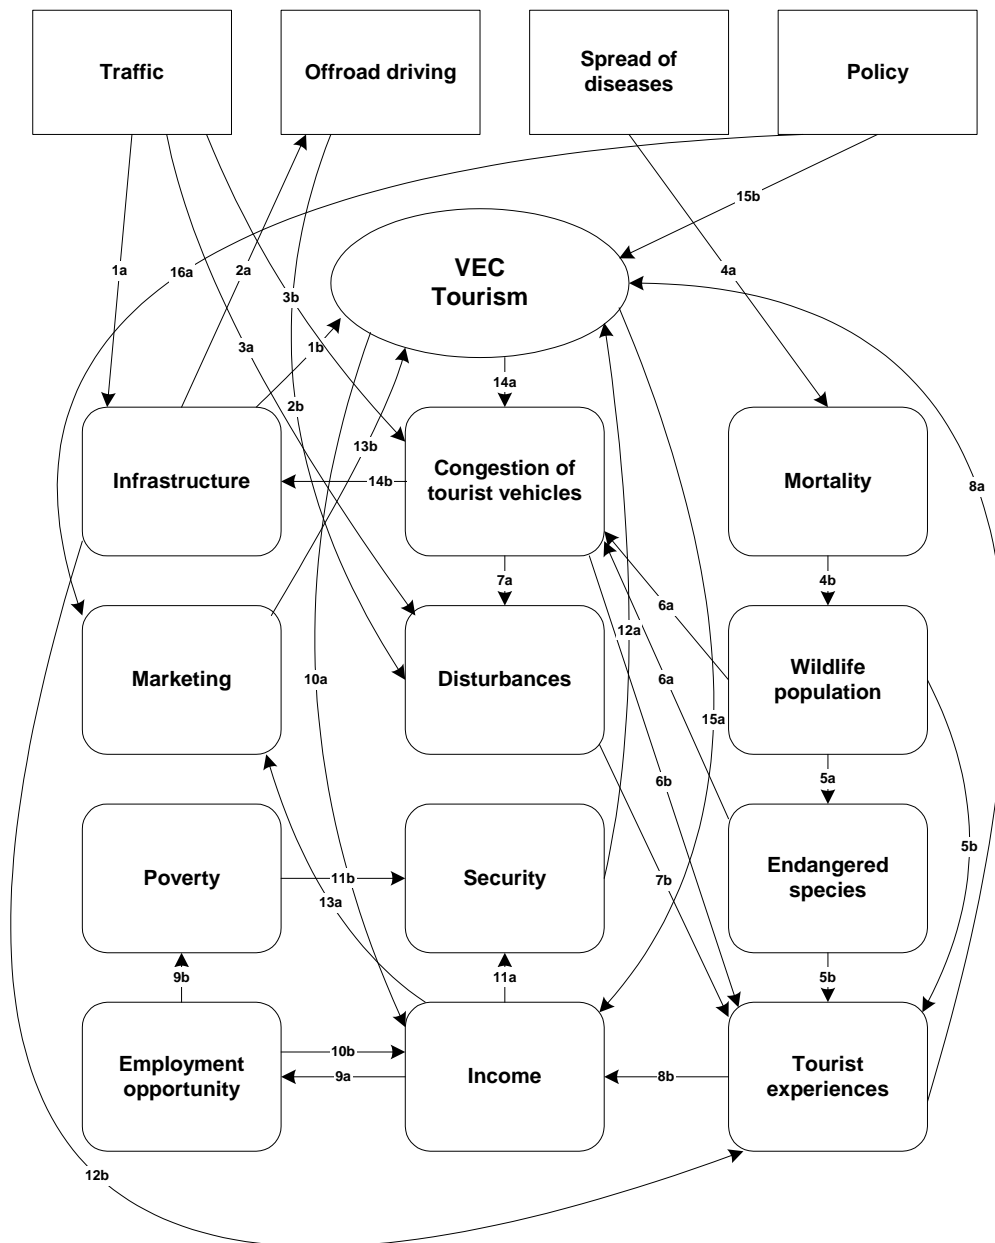 Traffic
Offroad driving
Spread of
diseases
Policy
15b
1a
16a
2a
4a
3b
VEC
Tourism
3a
1b
14a
2b
13b
Infrastructure
14b
Congestion of
tourist vehicles
Mortality
8a
7a
4b
6a
12a
Marketing
10a
Disturbances
6a
Wildlife
population
15a
6b
5a
5b
Poverty
11b
13a
Security
7b
Endangered
species
9b
11a
5b
Employment
opportunity
10b
9a
Income
8b
Tourist
experiences
12b